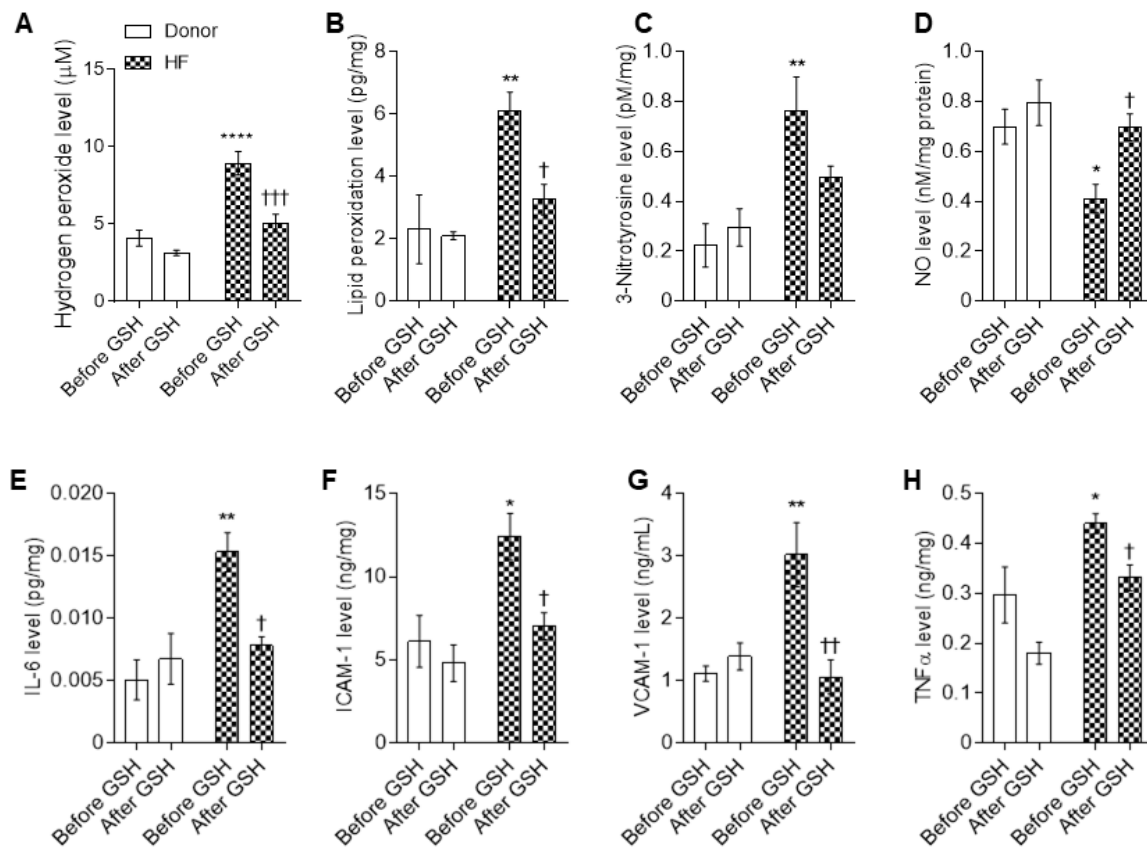 A
Donor
HF
Hydrogen peroxide level (μM)
15
10
5
0
****
†††
Before GSH
After GSH
Before GSH
After GSH
B
Lipid peroxidation level (pg/mg)
8
6
4
2
0
**
†
Before GSH
After GSH
Before GSH
After GSH
C
3-Nitrotyrosine level (pM/mg)
1.0
0.8
0.6
0.4
0.2
0.0
**
Before GSH
After GSH
Before GSH
After GSH
D
NO level (nM/mg protein)
1.0
0.8
0.6
0.4
0.2
0.0
*
†
Before GSH
After GSH
Before GSH
After GSH
E
IL-6 level (pg/mg)
0.020
0.015
0.010
0.005
0
**
†
Before GSH
After GSH
Before GSH
After GSH
F
ICAM-1 level (ng/mg)
15
10
5
0
*
†
Before GSH
After GSH
Before GSH
After GSH
G
VCAM-1 level (ng/mL)
4
3
2
1
0
**
††
Before GSH
After GSH
Before GSH
After GSH
H
TNFα level (ng/mg)
0.5
0.4
0.3
0.2
0.1
0.0
*
†
Before GSH
After GSH
Before GSH
After GSH